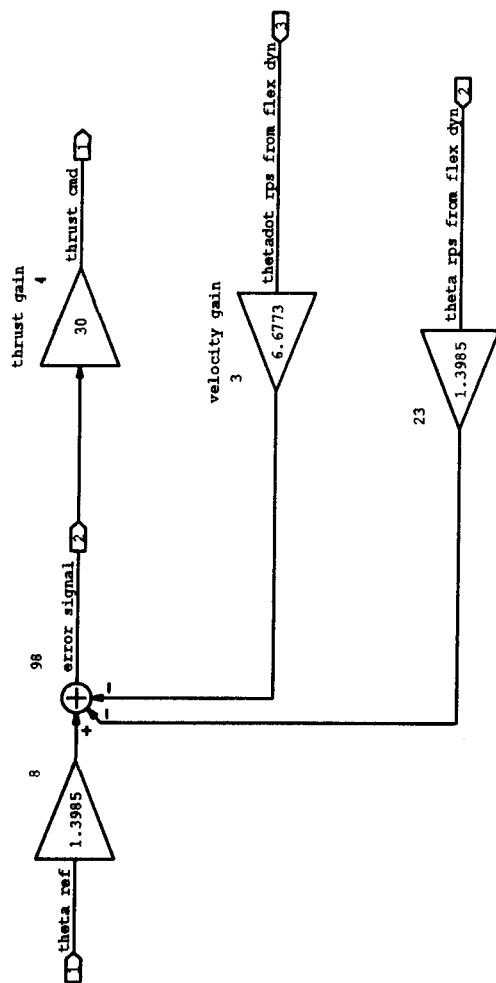 thrust gain
4
30
thrust cmd
1
98
error signal
2
8
1.3985
theta ref
1
+
-
-
velocity gain
3
6.6773
thetadot rps from flex dyn
3
23
1.3985
theta rps from flex dyn
2